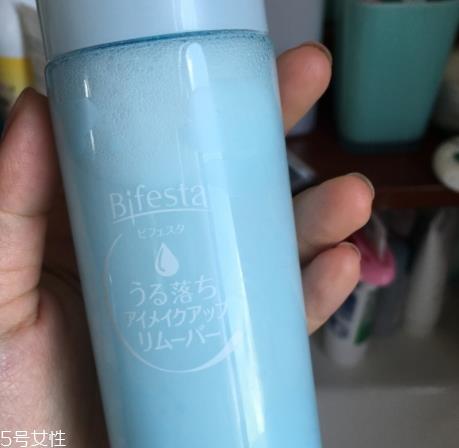 Bifesta
ビフェスタ
うる落ち
アイメイクアップ
リムーバー
5号女性